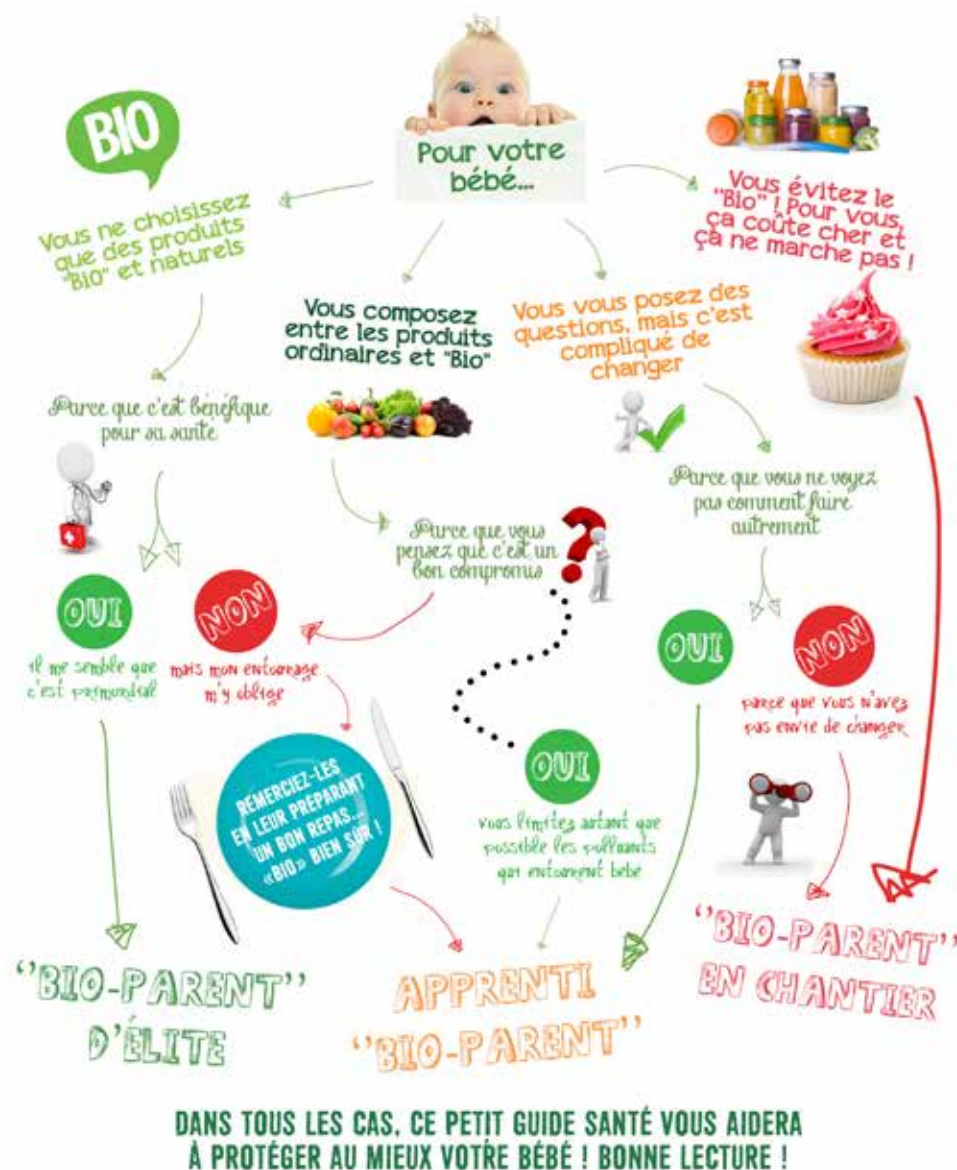 BIO
Pour votre
bébé...
Vous ne choisissez
que des produits
"Bio" et naturels
Vous composez
entre les produits
ordinaires et "Bio"
Vous vous posez des
questions, mais c'est
compliqué de
changer
Vous évitez le
"Bio" ! Pour vous,
ça coûte cher et
ça ne marche pas !
Parce que c'est bénéfique
pour sa santé
Parce que vous
pensez que c'est un
bon compromis
Parce que vous ne voyez
pas comment faire
autrement
OUI
il me semble que
c'est primordial
NON
mais mon entourage
m'y oblige
REMERCIEZ-LES
EN LEUR PRÉPARANT
UN BON REPAS...
«BIO» BIEN SÛR !
OUI
vous limitez autant que
possible les polluants
qui entourent bébé
OUI
NON
parce que vous n'avez
pas envie de changer
''BIO-PARENT''
D'ÉLITE
APPRENTI
''BIO-PARENT''
''BIO-PARENT''
EN CHANTIER
DANS TOUS LES CAS, CE PETIT GUIDE SANTÉ VOUS AIDERA
À PROTÉGER AU MIEUX VOTRE BÉBÉ ! BONNE LECTURE !